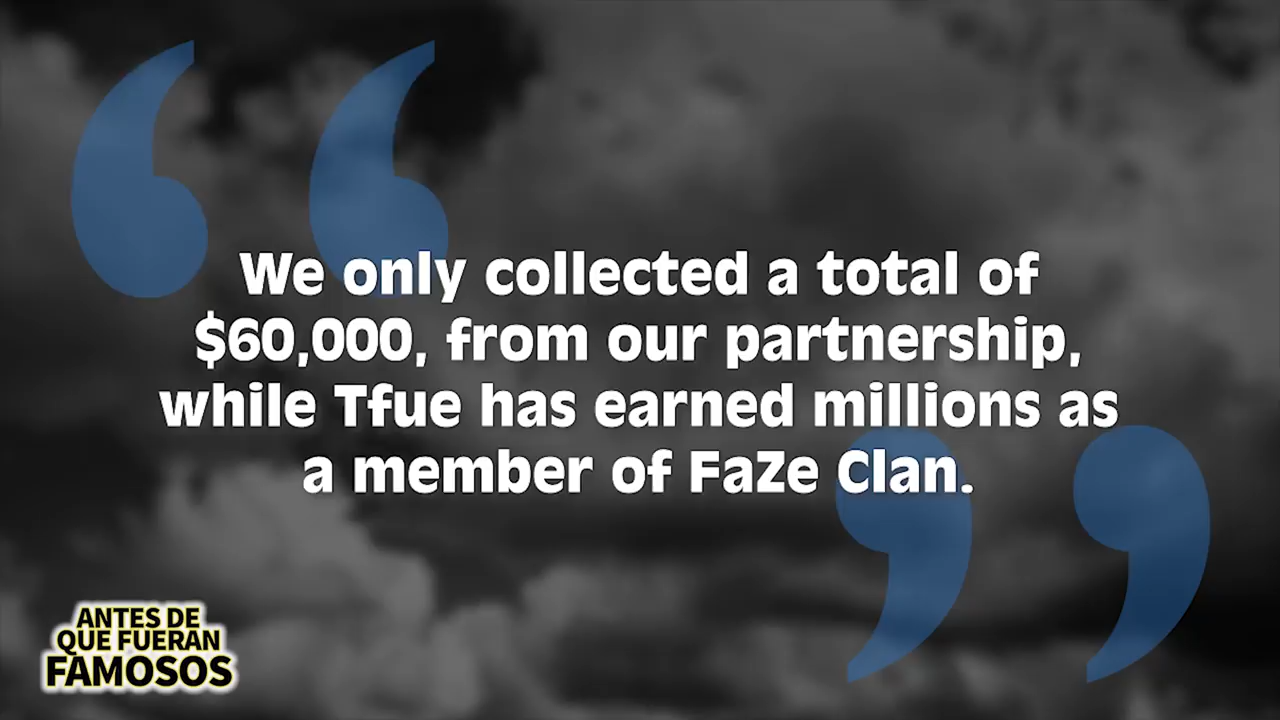 We only collected a total of
$60,000, from our partnership,
while Tfue has earned millions as
a member of FaZe Clan.
ANTES DE
QUE FUERAN
FAMOSOS